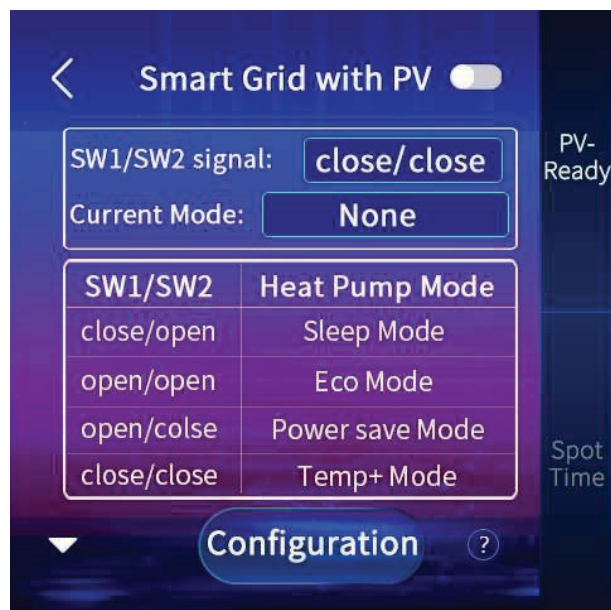 Smart Grid with PV
SW1/SW2 signal: close/close
Current Mode: None
SW1/SW2 Heat Pump Mode
close/open Sleep Mode
open/open Eco Mode
open/colse Power save Mode
close/close Temp+ Mode
Configuration ?
PV-
Ready
Spot
Time